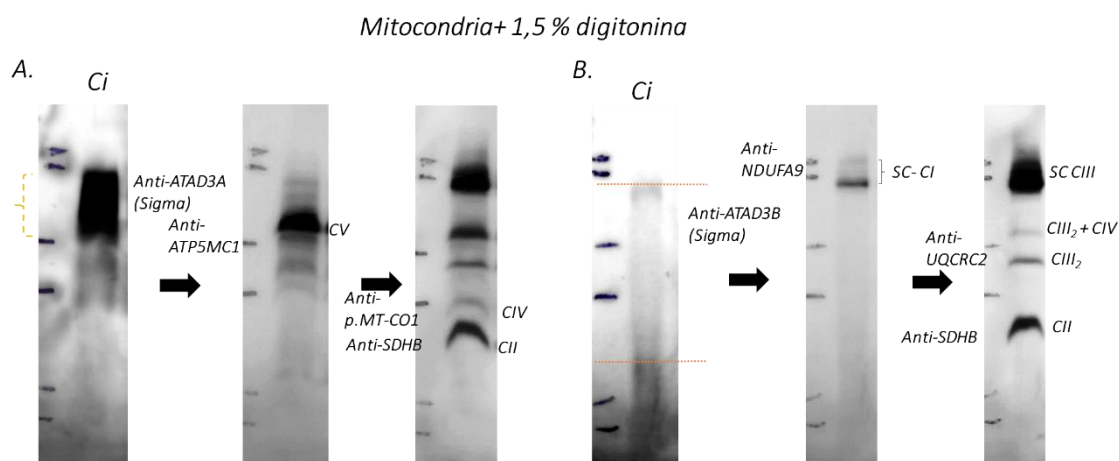 Mitocondria+ 1,5 % digitonina
A.
Ci
Anti-ATAD3A
(Sigma)
Anti-
ATP5MC1
CV
Anti-
p.MT-CO1
Anti-SDHB
CIV
CII
B.
Ci
Anti-ATAD3B
(Sigma)
Anti-
NDUFA9
SC- CI
Anti-
UQCRC2
Anti-SDHB
SC CIII
CIII₂ + CIV
CIII₂
CII